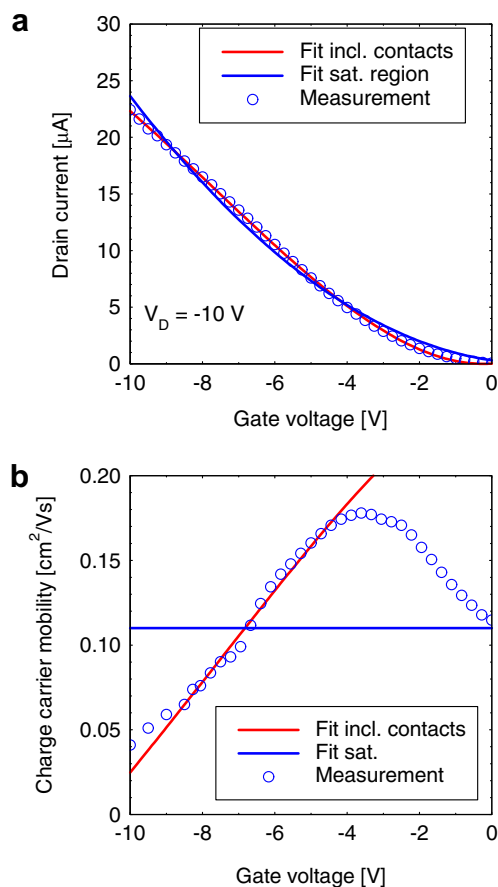 a
30
25
20
15
10
5
0
Drain current [μA]
Fit incl. contacts
Fit sat. region
Measurement
V_D = -10 V
-10 -8 -6 -4 -2 0
Gate voltage [V]
b
0.20
0.15
0.10
0.05
0
Charge carrier mobility [cm²/Vs]
Fit incl. contacts
Fit sat.
Measurement
-10 -8 -6 -4 -2 0
Gate voltage [V]